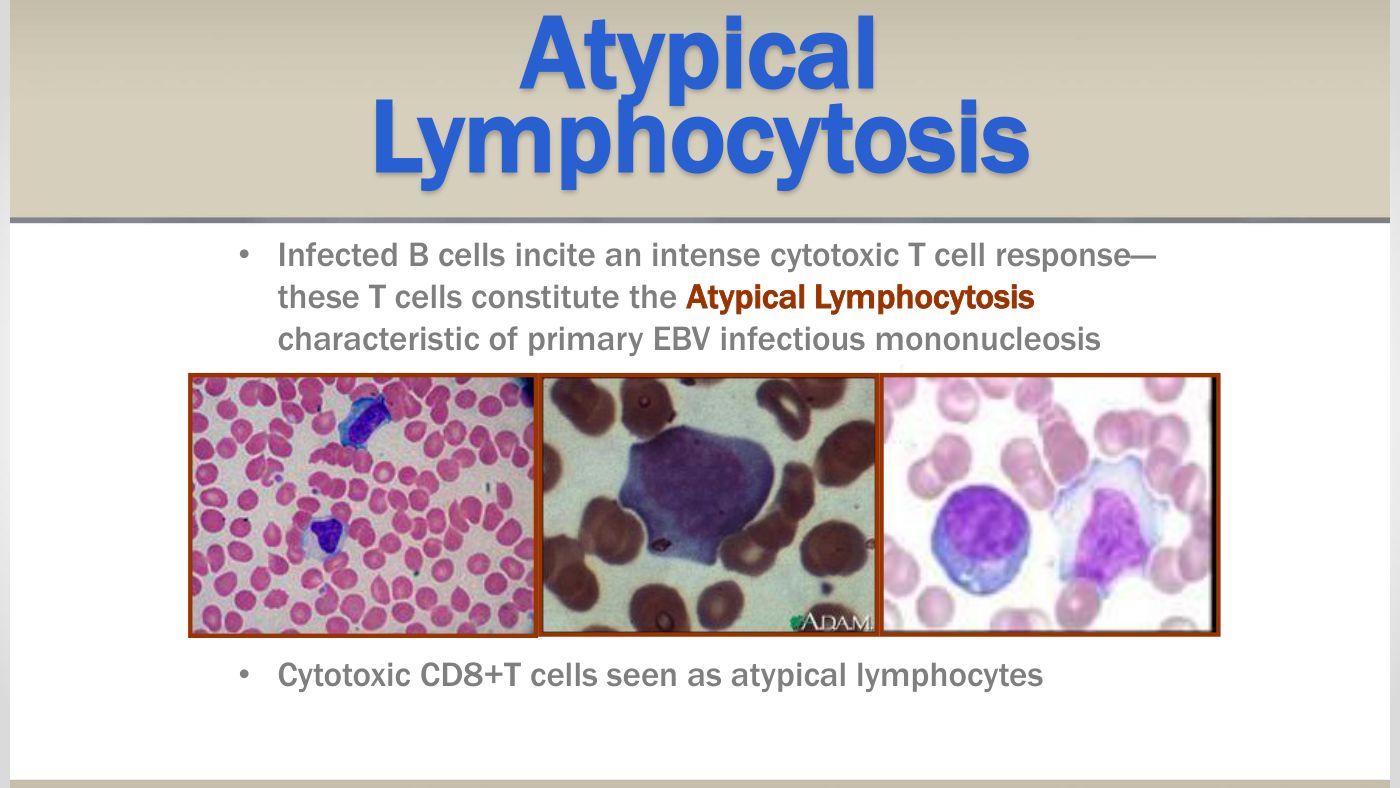 Atypical
Lymphocytosis
• Infected B cells incite an intense cytotoxic T cell response—
these T cells constitute the Atypical Lymphocytosis
characteristic of primary EBV infectious mononucleosis
ADAM.
• Cytotoxic CD8+T cells seen as atypical lymphocytes